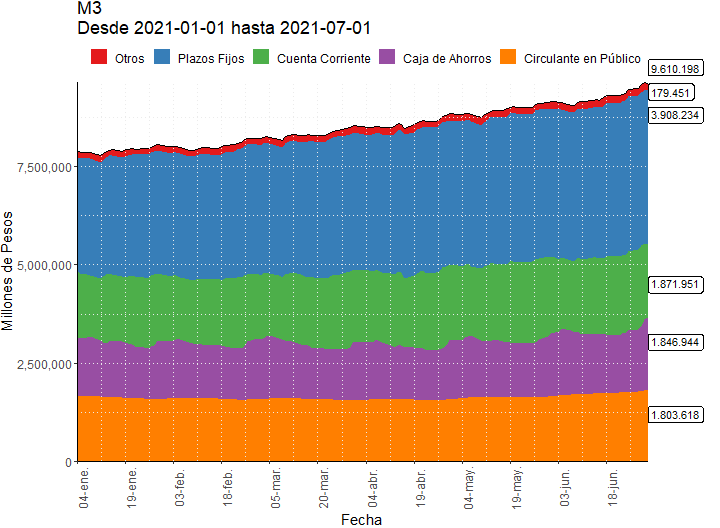 M3
Desde 2021-01-01 hasta 2021-07-01
Otros Plazos Fijos Cuenta Corriente Caja de Ahorros Circulante en Público
9.610.198
179.451
3.908.234
1.871.951
1.846.944
1.803.618
Millones de Pesos
7,500,000
5,000,000
2,500,000
0
04-ene. 19-ene. 03-feb. 18-feb. 05-mar. 20-mar. 04-abr. 19-abr. 04-may. 19-may. 03-jun. 18-jun.
Fecha